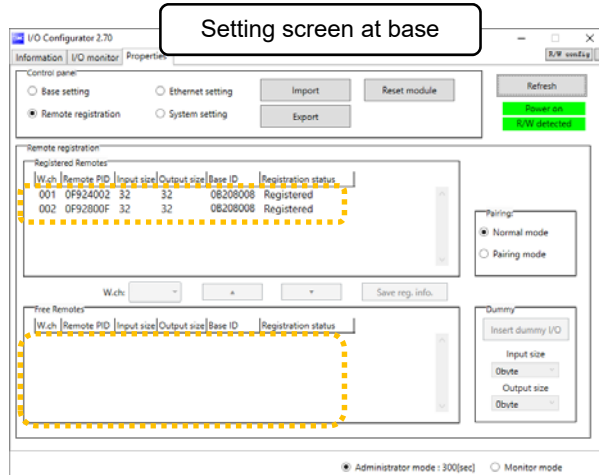 Setting screen at base
I/O Configurator 2.70
Information I/O monitor Properties
R/W config
Control panel
Base setting Ethernet setting Import Reset module Refresh
Remote registration System setting Export
Power on
R/W detected
Remote registration
Registered Remotes
W.ch Remote PID Input size Output size Base ID Registration status
001 0F924002 32 32 0B208008 Registered
002 0F92800F 32 32 0B208008 Registered
Pairing:
Normal mode
Pairing mode
W.ch: Save reg. info.
Free Remotes
W.ch Remote PID Input size Output size Base ID Registration status
Dummy
Insert dummy I/O
Input size
0byte
Output size
0byte
Administrator mode : 300[sec] Monitor mode